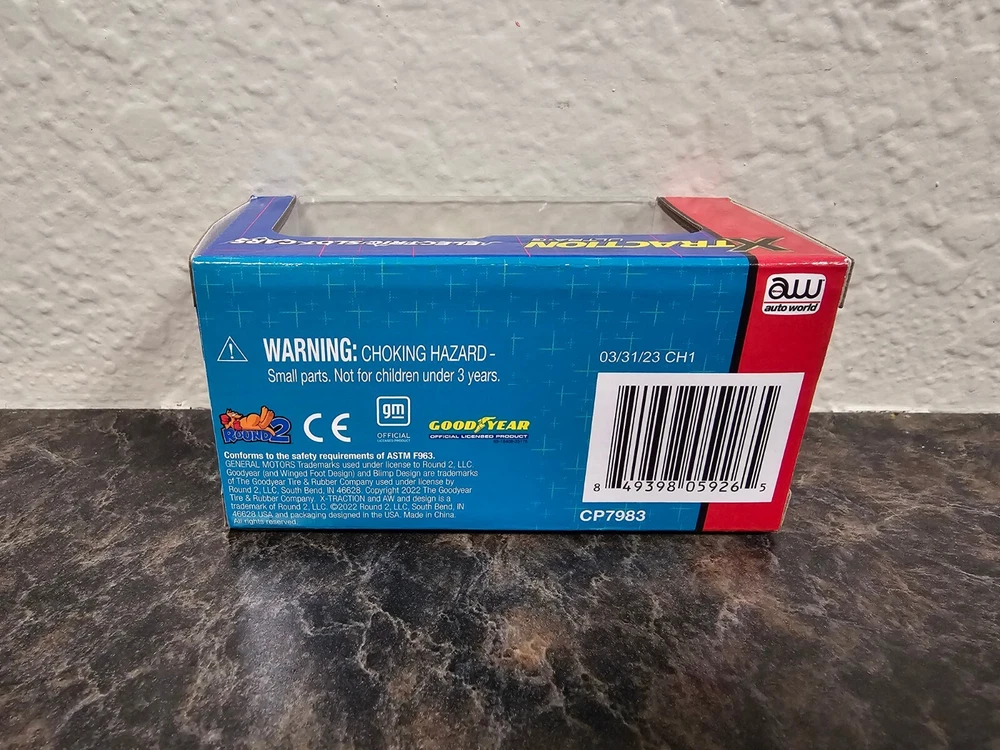 ELECTRIC SLOT CARS
X-TRACTION
ULTRA G
aw
auto world
WARNING: CHOKING HAZARD -
Small parts. Not for children under 3 years.
03/31/23 CH1
ROUND 2
CE
gm
OFFICIAL
LICENSED PRODUCT
GOODYEAR
OFFICIAL LICENSED PRODUCT
Conforms to the safety requirements of ASTM F963.
GENERAL MOTORS Trademarks used under license to Round 2, LLC.
Goodyear (and Winged Foot Design) and Blimp Design are trademarks
of The Goodyear Tire & Rubber Company used under license by
Round 2, LLC, South Bend, IN 46628. Copyright 2022 The Goodyear
Tire & Rubber Company. X-TRACTION and AW and design is a
trademark of Round 2, LLC. ©2022 Round 2, LLC, South Bend, IN
46628 USA and packaging designed in the USA. Made in China.
All rights reserved.
8 49398 05926 5
CP7983